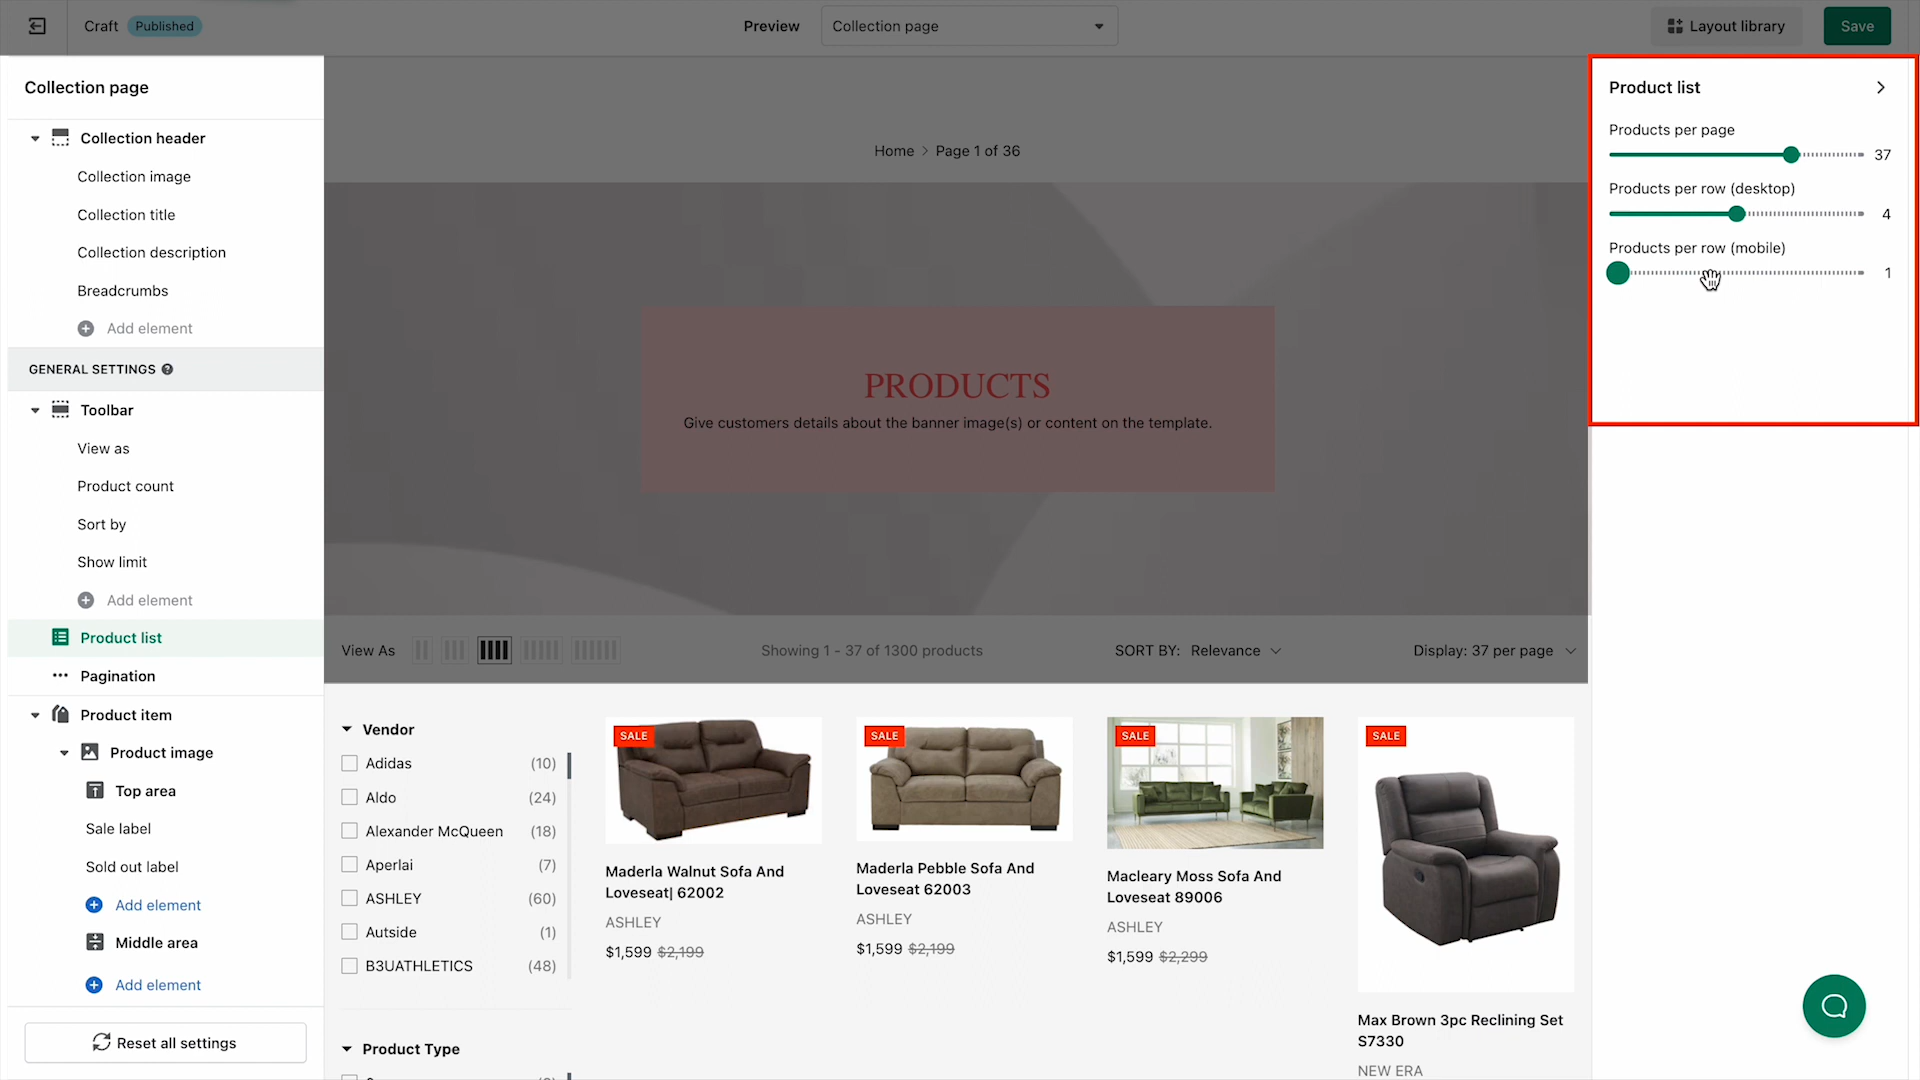 Craft Published Preview Collection page Layout library Save
Collection page
Collection header
Collection image
Collection title
Collection description
Breadcrumbs
Add element
GENERAL SETTINGS
Toolbar
View as
Product count
Sort by
Show limit
Add element
Product list
Pagination
Product item
Product image
Top area
Sale label
Sold out label
Add element
Middle area
Add element
Reset all settings
Home > Page 1 of 36
PRODUCTS
Give customers details about the banner image(s) or content on the template.
View As Showing 1 - 37 of 1300 products SORT BY: Relevance Display: 37 per page
Vendor
Adidas (10)
Aldo (24)
Alexander McQueen (18)
Aperlai (7)
ASHLEY (60)
Autside (1)
B3UATHLETICS (48)
Product Type
SALE
Maderla Walnut Sofa And
Loveseat| 62002
ASHLEY
$1,599 $2,199
SALE
Maderla Pebble Sofa And
Loveseat 62003
ASHLEY
$1,599 $2,199
SALE
Macleary Moss Sofa And
Loveseat 89006
ASHLEY
$1,599 $2,299
SALE
Max Brown 3pc Reclining Set
S7330
NEW ERA
Product list
Products per page
37
Products per row (desktop)
4
Products per row (mobile)
1